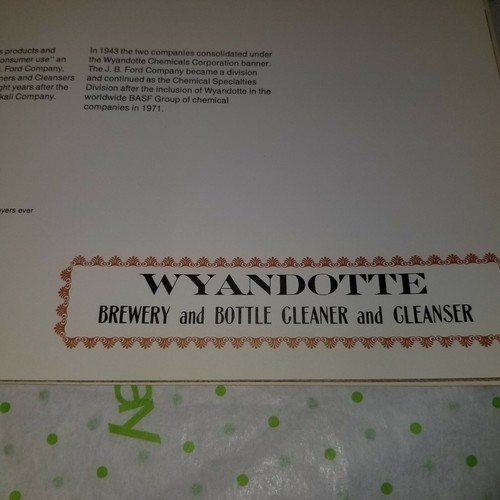 e products and
onsumer use" an
. Ford Company,
ners and Cleansers
ght years after the
kali Company.
In 1943 the two companies consolidated under
the Wyandotte Chemicals Corporation banner.
The J. B. Ford Company became a division
and continued as the Chemical Specialties
Division after the inclusion of Wyandotte in the
worldwide BASF Group of chemical
companies in 1971.
yers ever
WYANDOTTE
BREWERY and BOTTLE CLEANER and CLEANSER